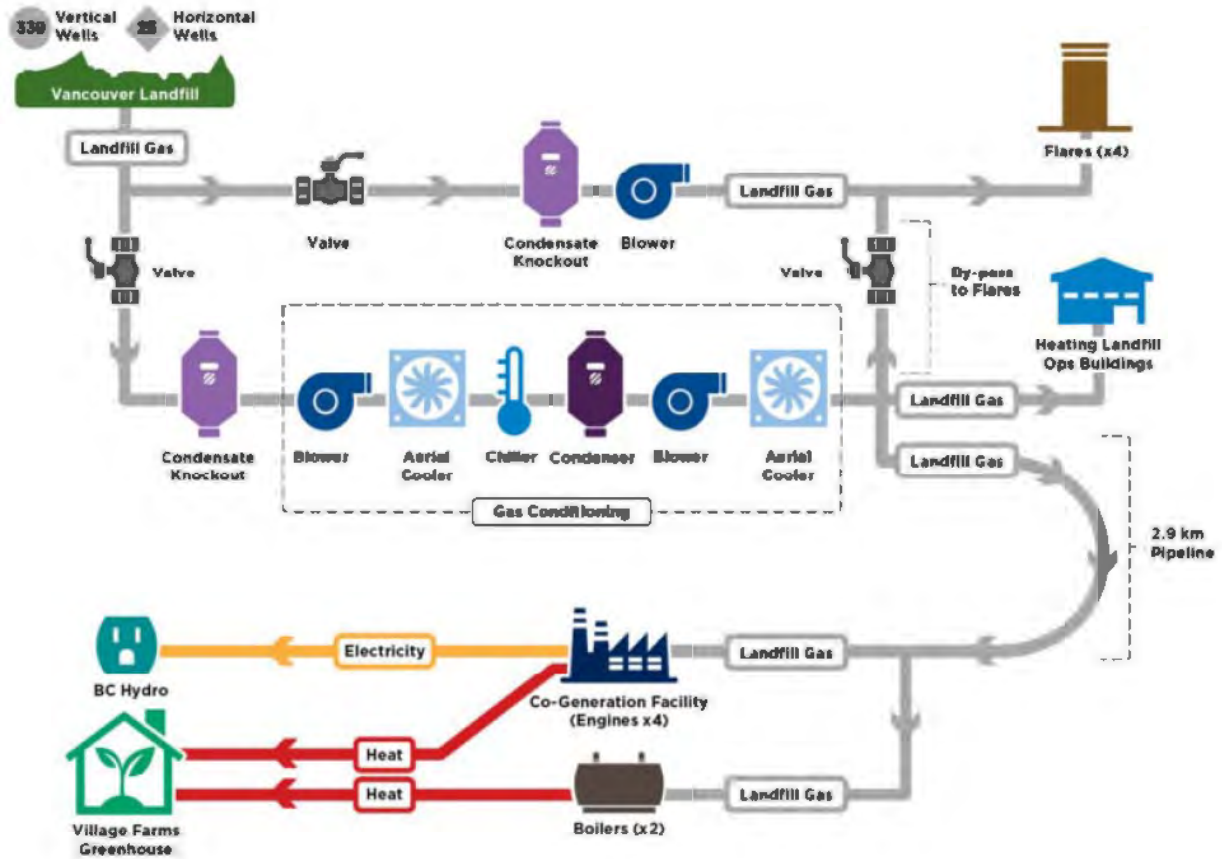 Vertical
Wells
Horizontal
Wells
Vancouver Landfill
Landfill Gas
Flares (x4)
Landfill Gas
Valve
Condensate
Knockout
Blower
Valve
Valve
By-pass
to Flares
Heating Landfill
Ops Buildings
Landfill Gas
Condensate
Knockout
Blower
Aerial
Cooler
Chiller
Condenser
Blower
Aerial
Cooler
Landfill Gas
Gas Conditioning
2.9 km
Pipeline
Electricity
Landfill Gas
BC Hydro
Co-Generation Facility
(Engines x4)
Heat
Heat
Landfill Gas
Village Farms
Greenhouse
Boilers (x2)